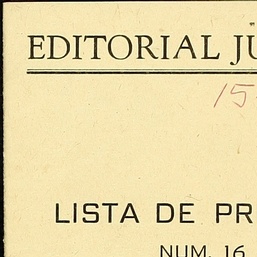 EDITORIAL JU
15
LISTA DE PR
NUM. 16